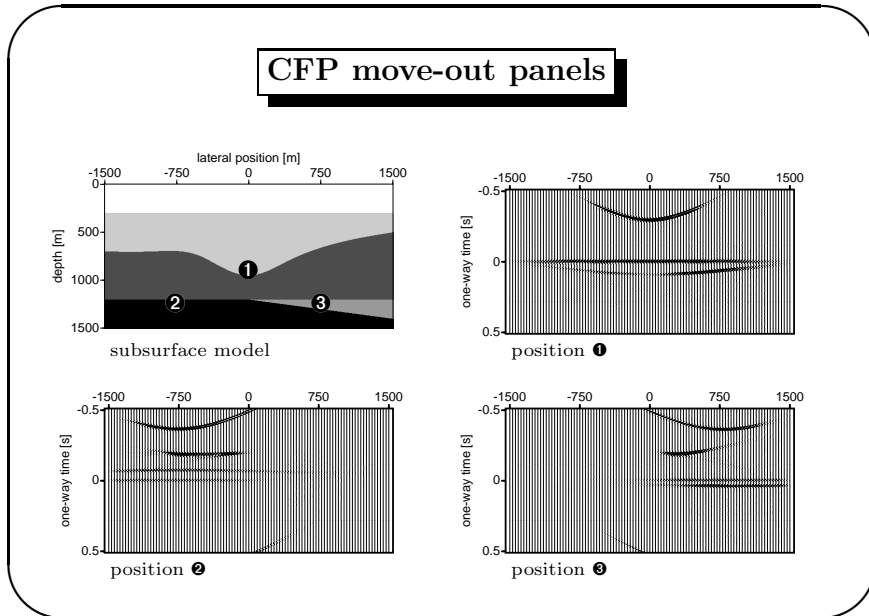 CFP move-out panels
lateral position [m]
-1500 -750 0 750 1500
0
500
1000
1500
depth [m]
❶
❷ ❸
subsurface model
-1500 -750 0 750 1500
-0.5
0
0.5
one-way time [s]
position ❶
-1500 -750 0 750 1500
-0.5
0
0.5
one-way time [s]
position ❷
-1500 -750 0 750 1500
-0.5
0
0.5
one-way time [s]
position ❸